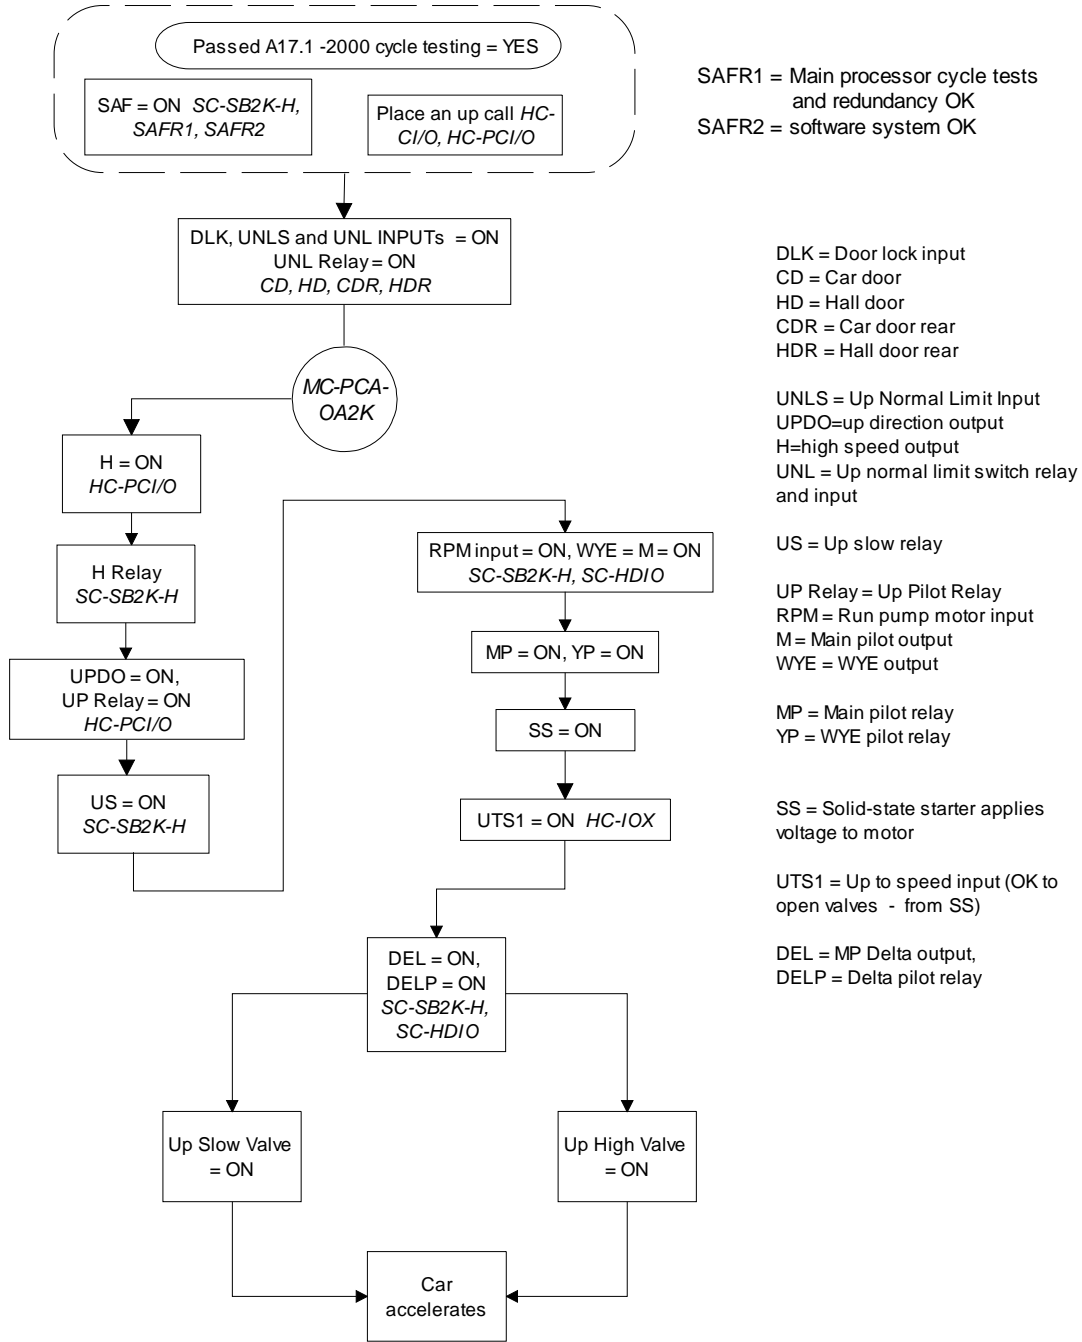 Passed A17.1 -2000 cycle testing = YES
SAF = ON SC-SB2K-H,
SAFR1, SAFR2
Place an up call HC-
CI/O, HC-PCI/O
SAFR1 = Main processor cycle tests
and redundancy OK
SAFR2 = software system OK
DLK, UNLS and UNL INPUTs = ON
UNL Relay = ON
CD, HD, CDR, HDR
MC-PCA-
OA2K
H = ON
HC-PCI/O
H Relay
SC-SB2K-H
UPDO = ON,
UP Relay = ON
HC-PCI/O
US = ON
SC-SB2K-H
RPM input = ON, WYE = M = ON
SC-SB2K-H, SC-HDIO
MP = ON, YP = ON
SS = ON
UTS1 = ON HC-IOX
DEL = ON,
DELP = ON
SC-SB2K-H,
SC-HDIO
Up Slow Valve
= ON
Up High Valve
= ON
Car
accelerates
DLK = Door lock input
CD = Car door
HD = Hall door
CDR = Car door rear
HDR = Hall door rear
UNLS = Up Normal Limit Input
UPDO=up direction output
H=high speed output
UNL = Up normal limit switch relay
and input
US = Up slow relay
UP Relay = Up Pilot Relay
RPM = Run pump motor input
M = Main pilot output
WYE = WYE output
MP = Main pilot relay
YP = WYE pilot relay
SS = Solid-state starter applies
voltage to motor
UTS1 = Up to speed input (OK to
open valves - from SS)
DEL = MP Delta output,
DELP = Delta pilot relay